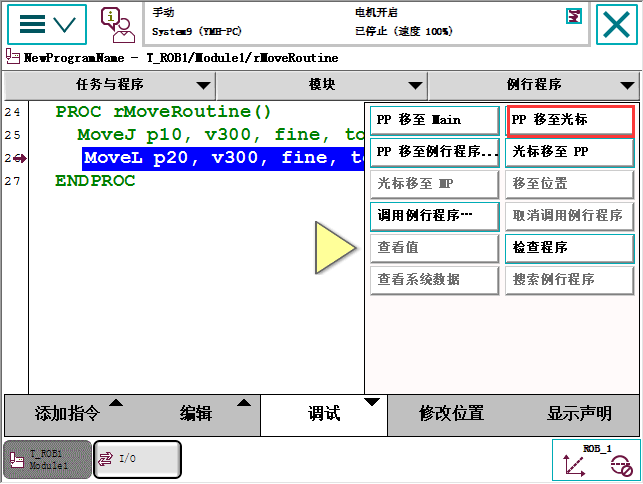 手动
电机开启
System9 (YMH-PC)
已停止 (速度 100%)
NewProgramName - T_ROB1/Module1/rMoveRoutine
任务与程序
模块
例行程序
24 PROC rMoveRoutine()
25 MoveJ p10, v300, fine, to
26 MoveL p20, v300, fine, to
27 ENDPROC
PP 移至 Main
PP 移至光标
PP 移至例行程序...
光标移至 PP
光标移至 MP
移至位置
调用例行程序…
取消调用例行程序
查看值
检查程序
查看系统数据
搜索例行程序
添加指令
编辑
调试
修改位置
显示声明
T_ROB1
Module1
I/O
ROB_1